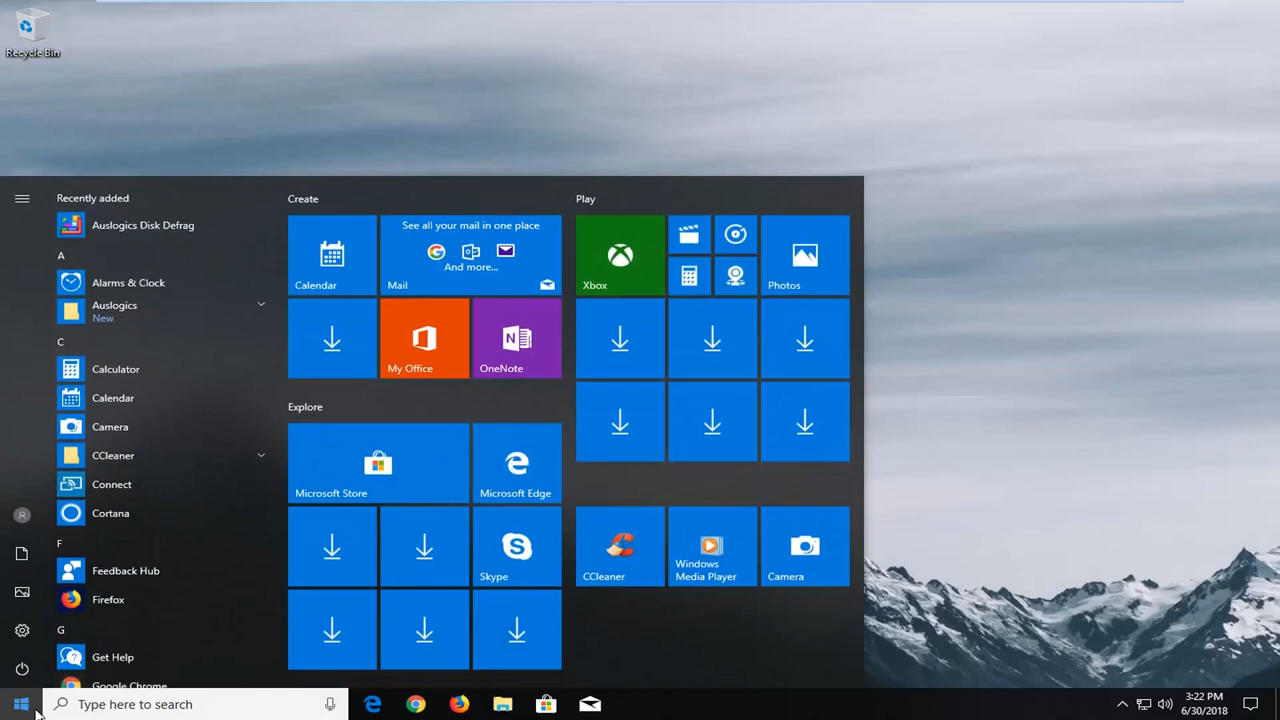 Recycle Bin
Recently added
Auslogics Disk Defrag
A
Alarms & Clock
Auslogics
New
C
Calculator
Calendar
Camera
CCleaner
Connect
Cortana
F
Feedback Hub
Firefox
G
Get Help
Google Chrome
Create
Calendar
See all your mail in one place
And more...
Mail
My Office
OneNote
Explore
Microsoft Store
Microsoft Edge
Skype
Play
Xbox
Photos
CCleaner
Windows
Media Player
Camera
Type here to search
3:22 PM
6/30/2018